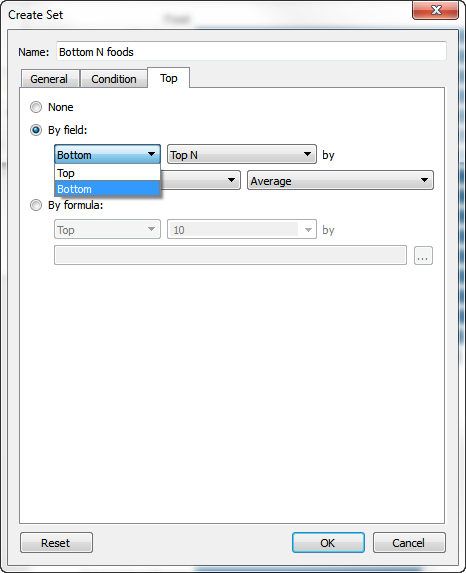 Create Set
Name: Bottom N foods
General Condition Top
None
By field:
Bottom Top N by
Top
Average
Bottom
By formula:
Top 10 by
...
Reset OK Cancel